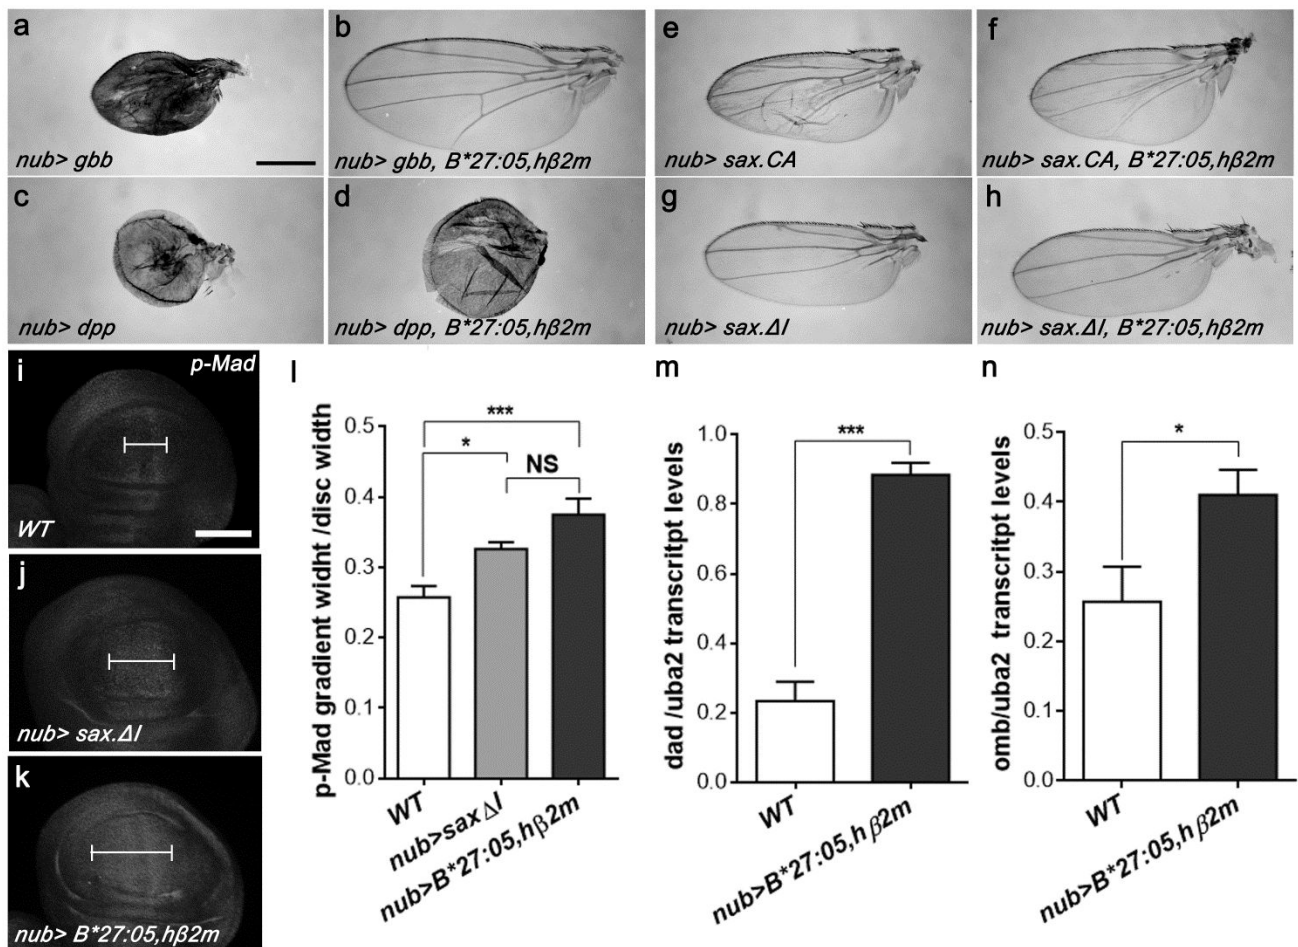 a
nub> gbb
b
nub> gbb, B*27:05,hβ2m
e
nub> sax.CA
f
nub> sax.CA, B*27:05,hβ2m
c
nub> dpp
d
nub> dpp, B*27:05,hβ2m
g
nub> sax.ΔI
h
nub> sax.ΔI, B*27:05,hβ2m
i
p-Mad
WT
j
nub> sax.ΔI
k
nub> B*27:05,hβ2m
l
p-Mad gradient widht /disc width
0.5
0.4
0.3
0.2
0.1
0.0
***
*
NS
WT
nub>saxΔI
nub>B*27:05,hβ2m
m
dad /uba2 transcritpt levels
1.0
0.8
0.6
0.4
0.2
0.0
***
WT
nub>B*27:05,hβ2m
n
omb/uba2 transcritpt levels
0.5
0.4
0.3
0.2
0.1
0.0
*
WT
nub>B*27:05,hβ2m